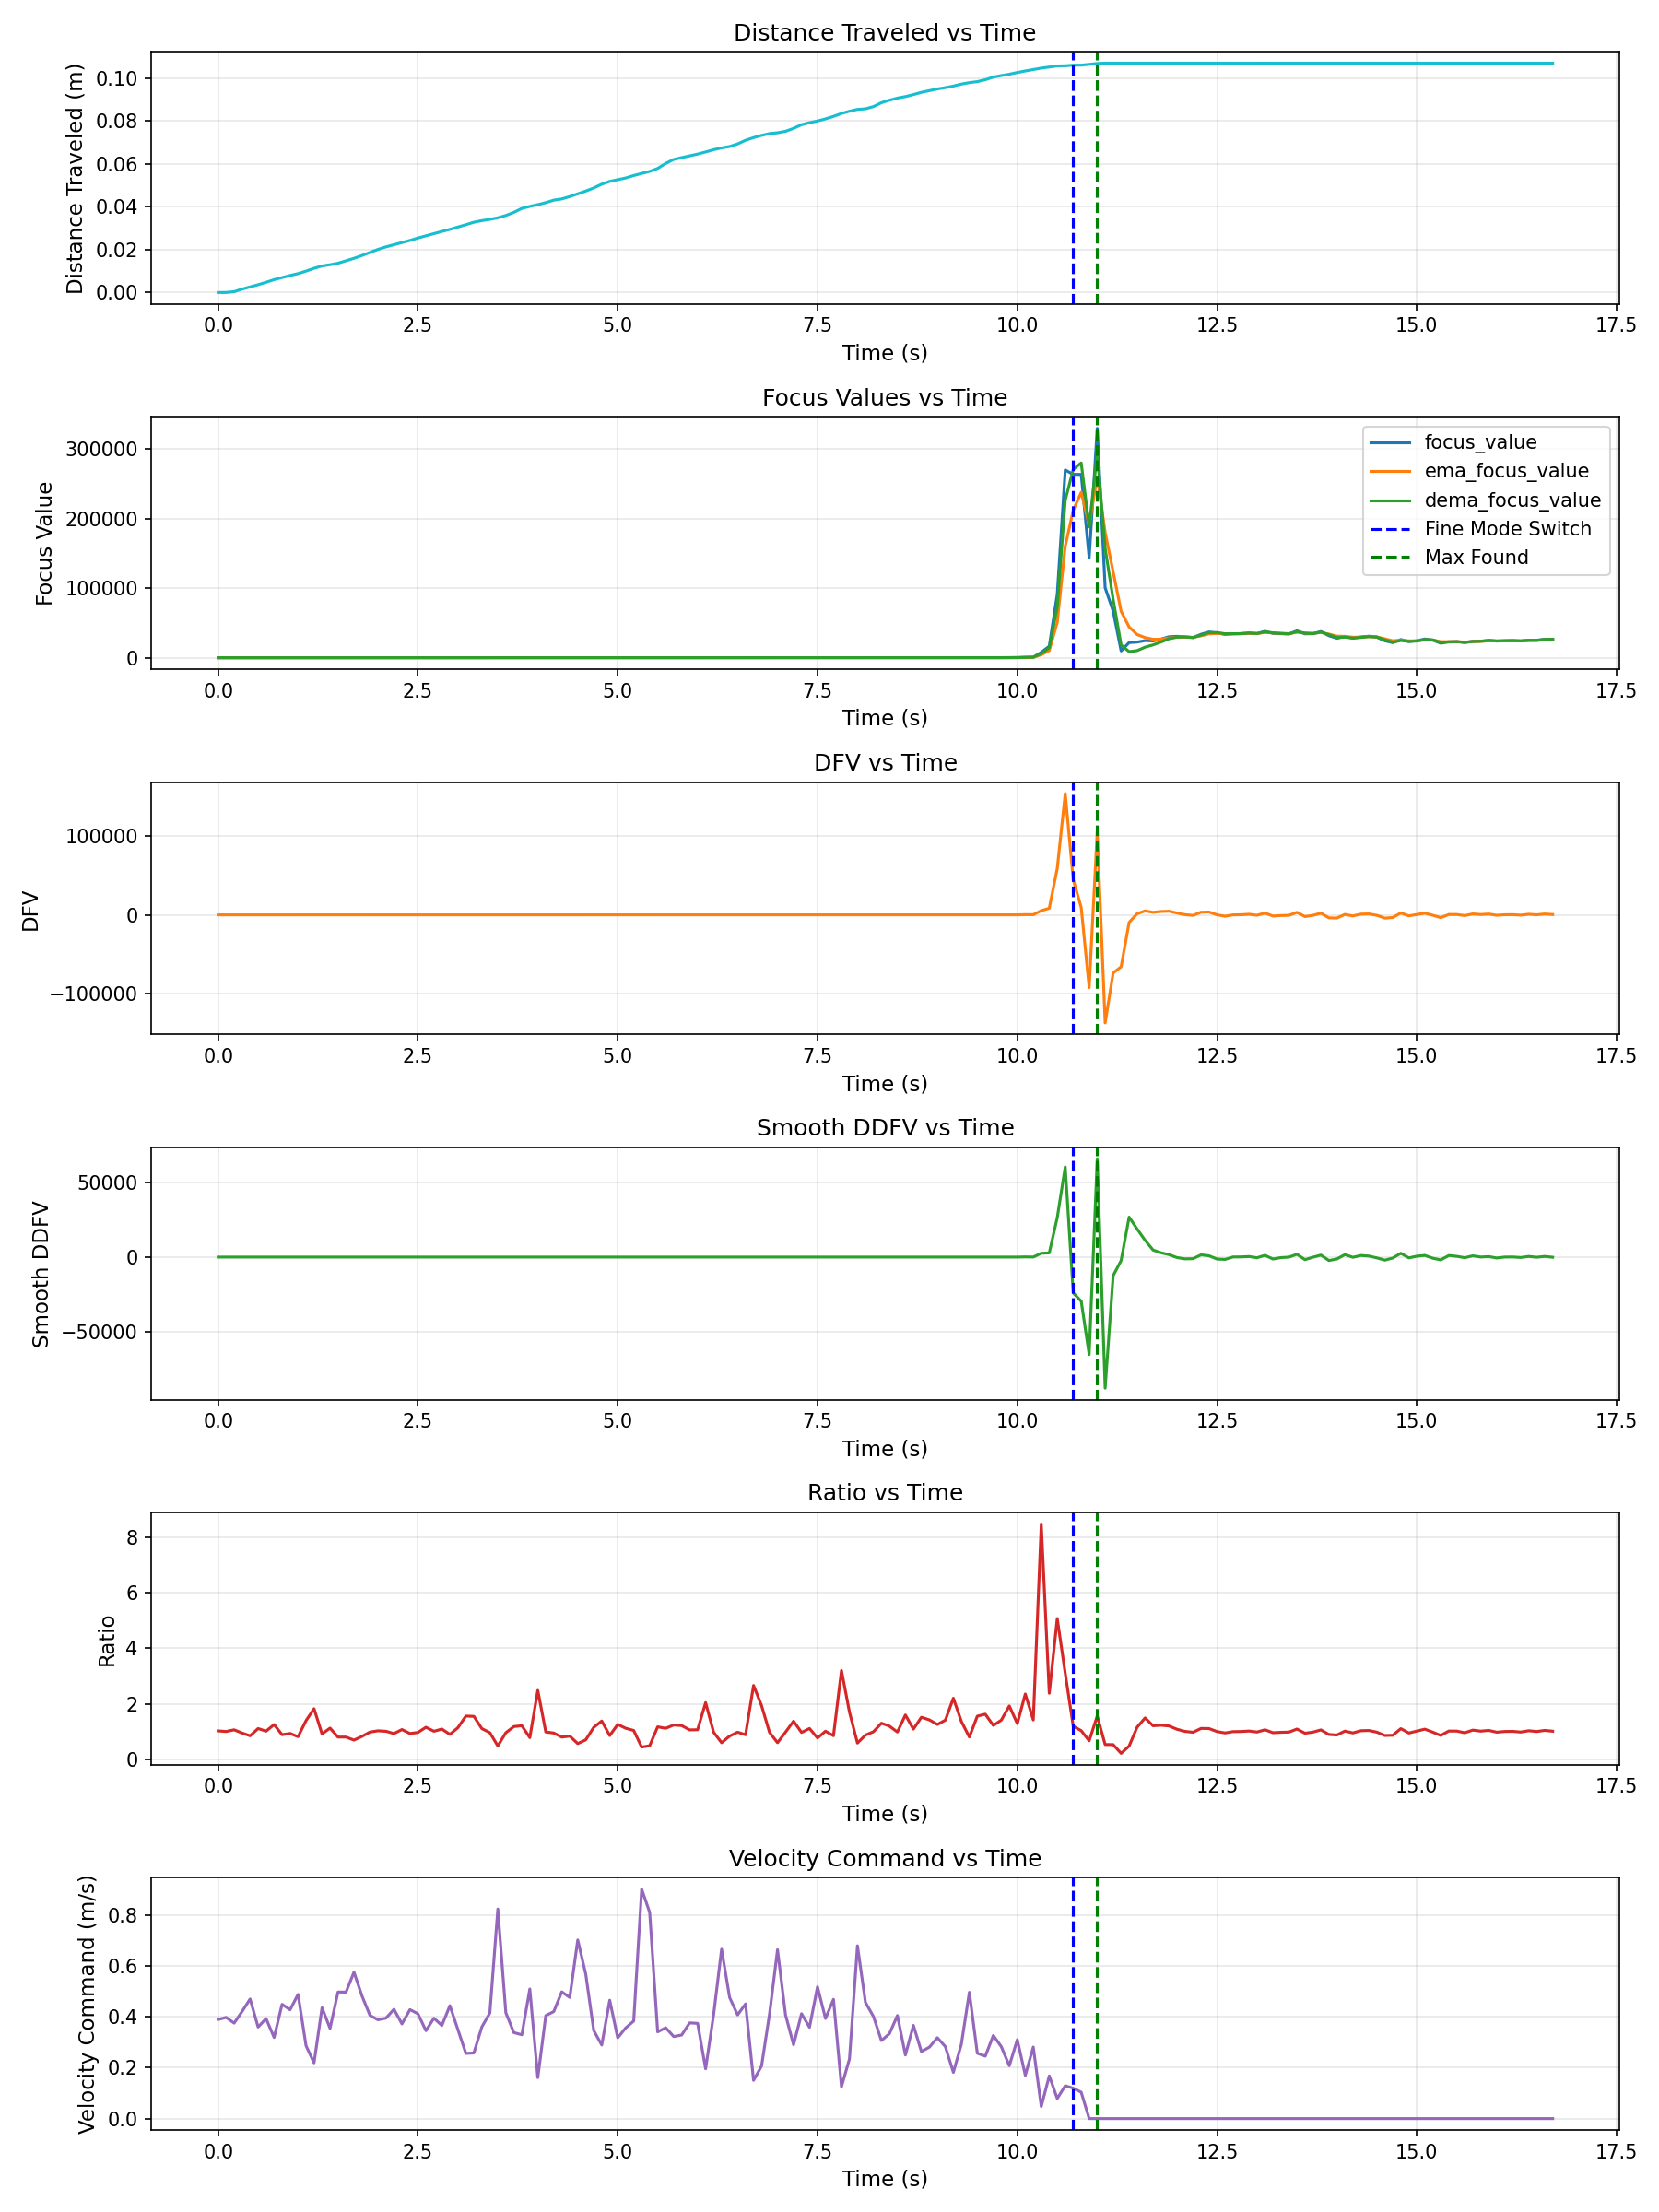 Distance Traveled vs Time
Distance Traveled (m)
0.10
0.08
0.06
0.04
0.02
0.00
0.0 2.5 5.0 7.5 10.0 12.5 15.0 17.5
Time (s)
Focus Values vs Time
Focus Value
300000
200000
100000
0
focus_value
ema_focus_value
dema_focus_value
Fine Mode Switch
Max Found
0.0 2.5 5.0 7.5 10.0 12.5 15.0 17.5
Time (s)
DFV vs Time
DFV
100000
0
−100000
0.0 2.5 5.0 7.5 10.0 12.5 15.0 17.5
Time (s)
Smooth DDFV vs Time
Smooth DDFV
50000
0
−50000
0.0 2.5 5.0 7.5 10.0 12.5 15.0 17.5
Time (s)
Ratio vs Time
Ratio
8
6
4
2
0
0.0 2.5 5.0 7.5 10.0 12.5 15.0 17.5
Time (s)
Velocity Command vs Time
Velocity Command (m/s)
0.8
0.6
0.4
0.2
0.0
0.0 2.5 5.0 7.5 10.0 12.5 15.0 17.5
Time (s)